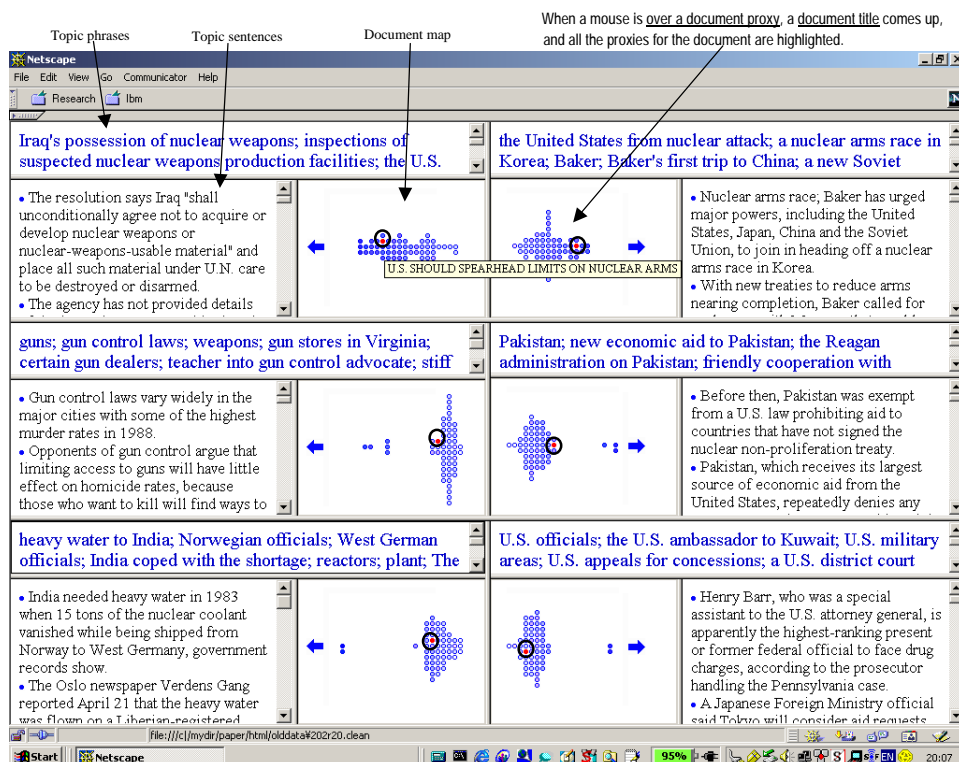 When a mouse is over a document proxy, a document title comes up,
and all the proxies for the document are highlighted.
Topic phrases
Topic sentences
Document map
Netscape
File Edit View Go Communicator Help
Research Ibm
Iraq's possession of nuclear weapons; inspections of
suspected nuclear weapons production facilities; the U.S.
the United States from nuclear attack; a nuclear arms race in
Korea; Baker; Baker's first trip to China; a new Soviet
• The resolution says Iraq "shall
unconditionally agree not to acquire or
develop nuclear weapons or
nuclear-weapons-usable material" and
place all such material under U.N. care
to be destroyed or disarmed.
• The agency has not provided details
U.S. SHOULD SPEARHEAD LIMITS ON NUCLEAR ARMS
• Nuclear arms race; Baker has urged
major powers, including the United
States, Japan, China and the Soviet
Union, to join in heading off a nuclear
arms race in Korea.
• With new treaties to reduce arms
nearing completion, Baker called for
guns; gun control laws; weapons; gun stores in Virginia;
certain gun dealers; teacher into gun control advocate; stiff
Pakistan; new economic aid to Pakistan; the Reagan
administration on Pakistan; friendly cooperation with
• Gun control laws vary widely in the
major cities with some of the highest
murder rates in 1988.
• Opponents of gun control argue that
limiting access to guns will have little
effect on homicide rates, because
those who want to kill will find ways to
• Before then, Pakistan was exempt
from a U.S. law prohibiting aid to
countries that have not signed the
nuclear non-proliferation treaty.
• Pakistan, which receives its largest
source of economic aid from the
United States, repeatedly denies any
heavy water to India; Norwegian officials; West German
officials; India coped with the shortage; reactors; plant; The
U.S. officials; the U.S. ambassador to Kuwait; U.S. military
areas; U.S. appeals for concessions; a U.S. district court
• India needed heavy water in 1983
when 15 tons of the nuclear coolant
vanished while being shipped from
Norway to West Germany, government
records show.
• The Oslo newspaper Verdens Gang
reported April 21 that the heavy water
was flown on a Liberian-registered
• Henry Barr, who was a special
assistant to the U.S. attorney general, is
apparently the highest-ranking present
or former federal official to face drug
charges, according to the prosecutor
handling the Pennsylvania case.
• A Japanese Foreign Ministry official
said Tokyo will consider aid requests
file:///c|/mydir/paper/html/olddata¥202r20.clean
Start Netscape 95% EN 20:07